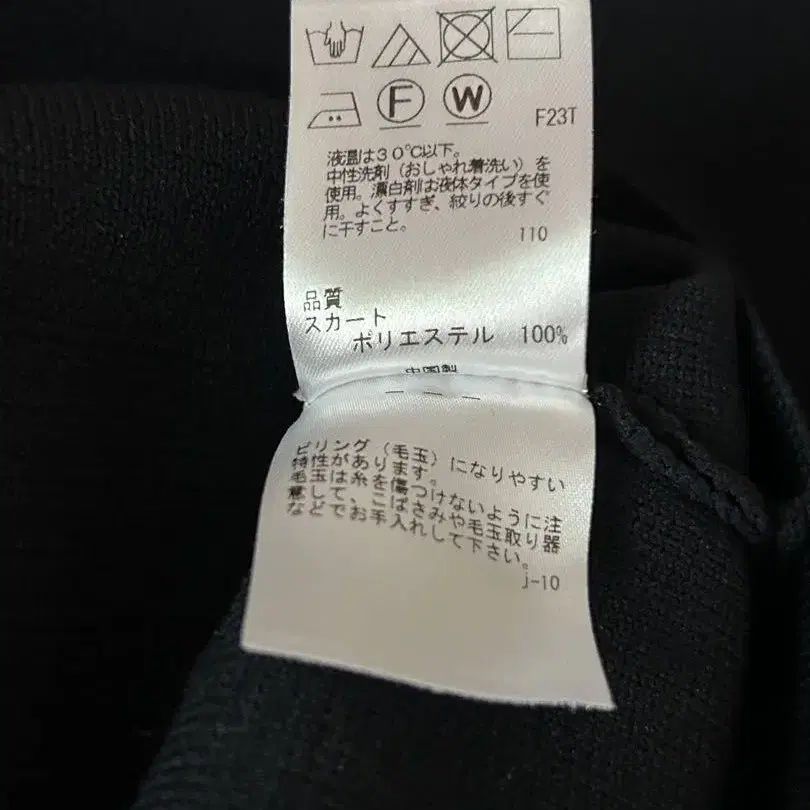 F W
F23T
液温は30℃以下。
中性洗剤（おしゃれ着洗い）を
使用。漂白剤は液体タイプを使
用。よくすすぎ、絞りの後すぐ
に干すこと。
110
品質
スカート
ポリエステル 100%
中国製
ピリング（毛玉）になりやすい
特性があります。
毛玉は糸を傷つけないように注
意して、こばさみや毛玉取り器
などでお手入れして下さい。
j-10